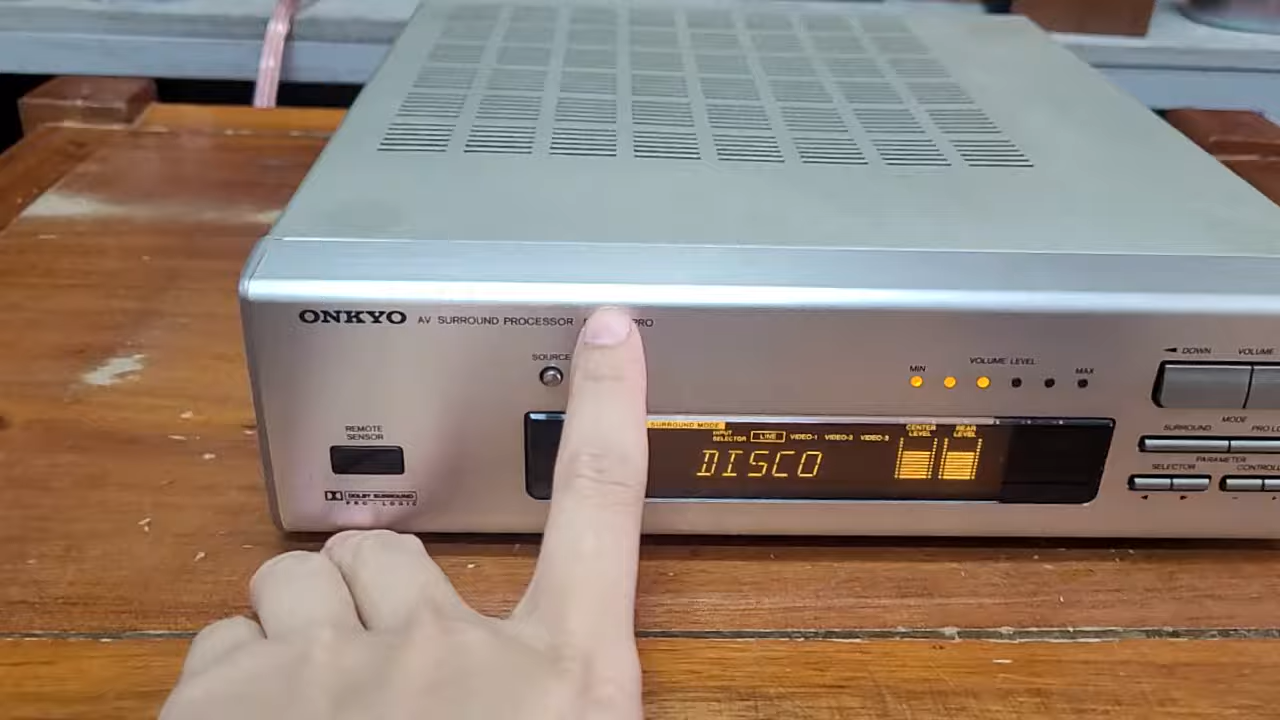 ONKYO AV SURROUND PROCESSOR PRO
SOURCE
VOLUME LEVEL
MIN
MAX
DOWN VOLUME
REMOTE
SENSOR
DOLBY SURROUND
PRO·LOGIC
SURROUND MODE
INPUT
SELECTOR LINE VIDEO-1 VIDEO-2 VIDEO-3
CENTER
LEVEL
REAR
LEVEL
DISCO
MODE
SURROUND PRO
PARAMETER
SELECTOR